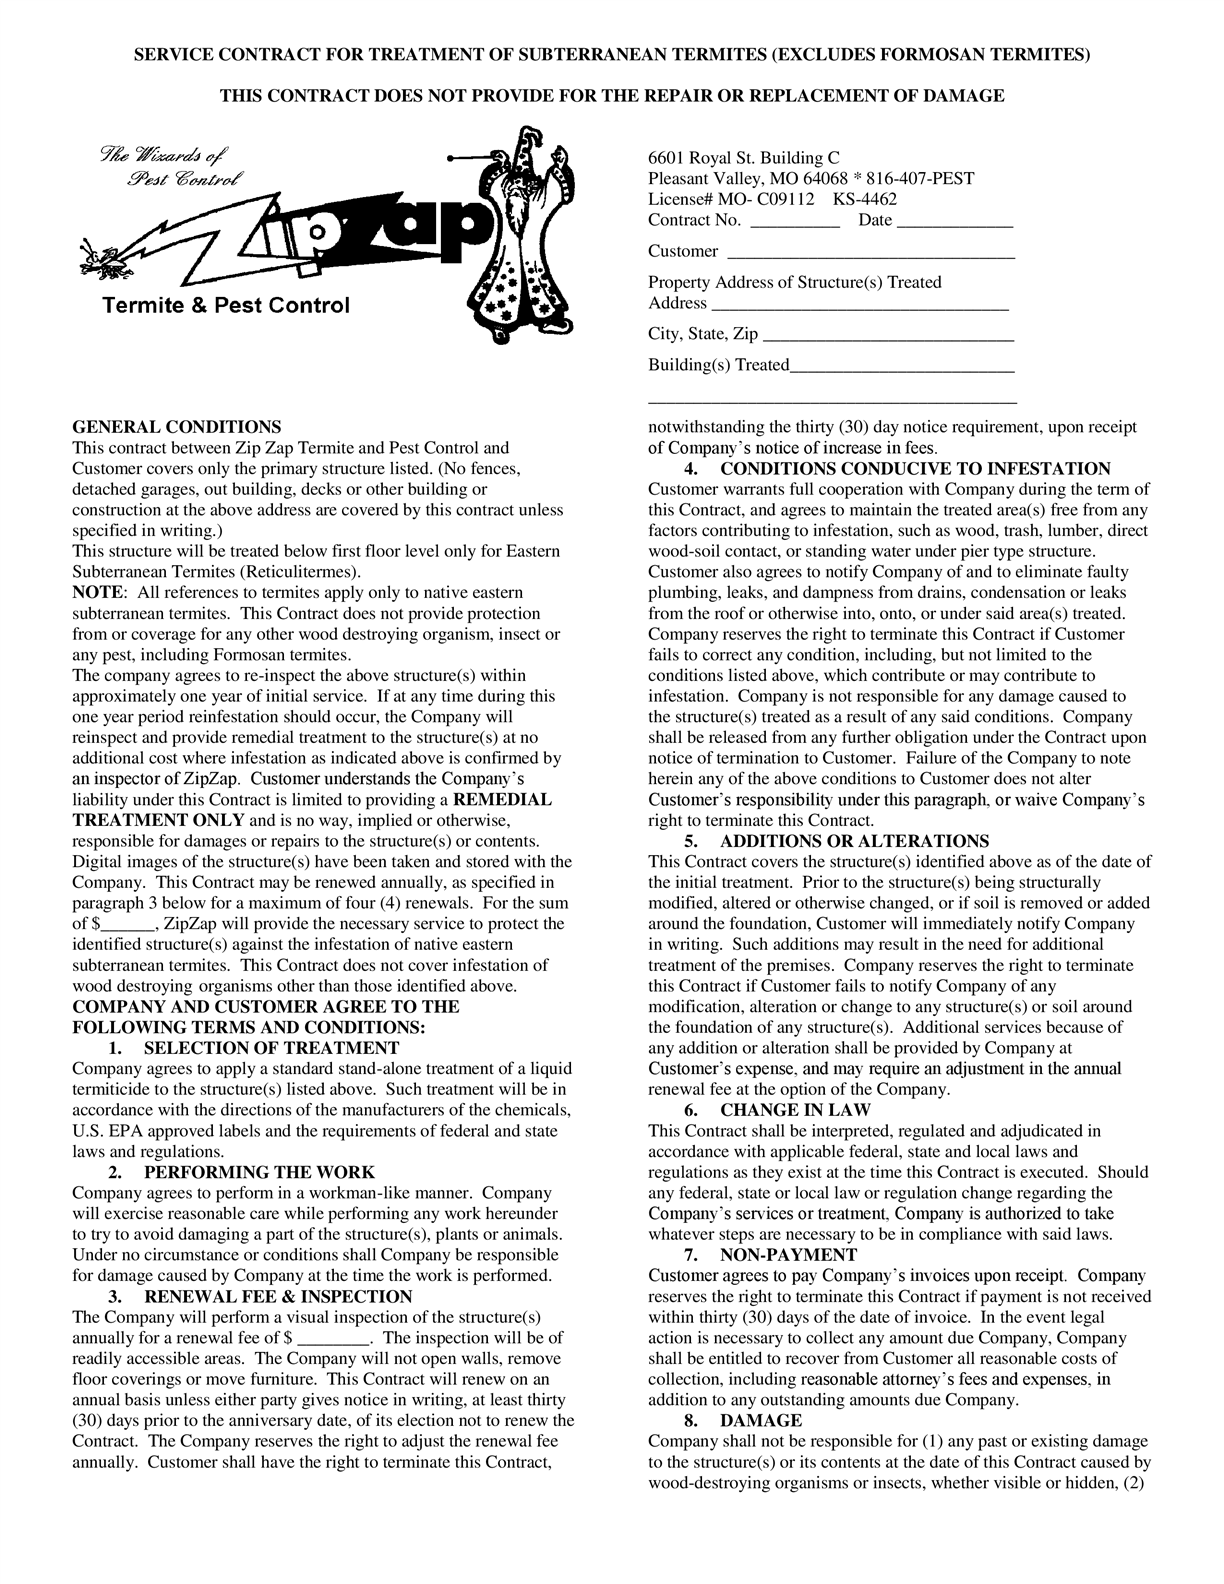 SERVICE CONTRACT FOR TREATMENT OF SUBTERRANEAN TERMITES (EXCLUDES FORMOSAN TERMITES)
THIS CONTRACT DOES NOT PROVIDE FOR THE REPAIR OR REPLACEMENT OF DAMAGE
The Wizards of
Pest Control
ZipZap
Termite & Pest Control
6601 Royal St. Building C
Pleasant Valley, MO 64068 * 816-407-PEST
License# MO- C09112    KS-4462
Contract No. __________  Date _____________
Customer ________________________________
Property Address of Structure(s) Treated
Address _________________________________
City, State, Zip ____________________________
Building(s) Treated_________________________
_________________________________________
GENERAL CONDITIONS
This contract between Zip Zap Termite and Pest Control and
Customer covers only the primary structure listed. (No fences,
detached garages, out building, decks or other building or
construction at the above address are covered by this contract unless
specified in writing.)
This structure will be treated below first floor level only for Eastern
Subterranean Termites (Reticulitermes).
NOTE:  All references to termites apply only to native eastern
subterranean termites.  This Contract does not provide protection
from or coverage for any other wood destroying organism, insect or
any pest, including Formosan termites.
The company agrees to re-inspect the above structure(s) within
approximately one year of initial service.  If at any time during this
one year period reinfestation should occur, the Company will
reinspect and provide remedial treatment to the structure(s) at no
additional cost where infestation as indicated above is confirmed by
an inspector of ZipZap.  Customer understands the Company's
liability under this Contract is limited to providing a REMEDIAL
TREATMENT ONLY and is no way, implied or otherwise,
responsible for damages or repairs to the structure(s) or contents.
Digital images of the structure(s) have been taken and stored with the
Company.  This Contract may be renewed annually, as specified in
paragraph 3 below for a maximum of four (4) renewals.  For the sum
of $______, ZipZap will provide the necessary service to protect the
identified structure(s) against the infestation of native eastern
subterranean termites.  This Contract does not cover infestation of
wood destroying organisms other than those identified above.
COMPANY AND CUSTOMER AGREE TO THE
FOLLOWING TERMS AND CONDITIONS:
1. SELECTION OF TREATMENT
Company agrees to apply a standard stand-alone treatment of a liquid
termiticide to the structure(s) listed above.  Such treatment will be in
accordance with the directions of the manufacturers of the chemicals,
U.S. EPA approved labels and the requirements of federal and state
laws and regulations.
2. PERFORMING THE WORK
Company agrees to perform in a workman-like manner.  Company
will exercise reasonable care while performing any work hereunder
to try to avoid damaging a part of the structure(s), plants or animals.
Under no circumstance or conditions shall Company be responsible
for damage caused by Company at the time the work is performed.
3. RENEWAL FEE & INSPECTION
The Company will perform a visual inspection of the structure(s)
annually for a renewal fee of $ ________.  The inspection will be of
readily accessible areas.  The Company will not open walls, remove
floor coverings or move furniture.  This Contract will renew on an
annual basis unless either party gives notice in writing, at least thirty
(30) days prior to the anniversary date, of its election not to renew the
Contract.  The Company reserves the right to adjust the renewal fee
annually.  Customer shall have the right to terminate this Contract,
notwithstanding the thirty (30) day notice requirement, upon receipt
of Company's notice of increase in fees.
4. CONDITIONS CONDUCIVE TO INFESTATION
Customer warrants full cooperation with Company during the term of
this Contract, and agrees to maintain the treated area(s) free from any
factors contributing to infestation, such as wood, trash, lumber, direct
wood-soil contact, or standing water under pier type structure.
Customer also agrees to notify Company of and to eliminate faulty
plumbing, leaks, and dampness from drains, condensation or leaks
from the roof or otherwise into, onto, or under said area(s) treated.
Company reserves the right to terminate this Contract if Customer
fails to correct any condition, including, but not limited to the
conditions listed above, which contribute or may contribute to
infestation.  Company is not responsible for any damage caused to
the structure(s) treated as a result of any said conditions.  Company
shall be released from any further obligation under the Contract upon
notice of termination to Customer.  Failure of the Company to note
herein any of the above conditions to Customer does not alter
Customer's responsibility under this paragraph, or waive Company's
right to terminate this Contract.
5. ADDITIONS OR ALTERATIONS
This Contract covers the structure(s) identified above as of the date of
the initial treatment.  Prior to the structure(s) being structurally
modified, altered or otherwise changed, or if soil is removed or added
around the foundation, Customer will immediately notify Company
in writing.  Such additions may result in the need for additional
treatment of the premises.  Company reserves the right to terminate
this Contract if Customer fails to notify Company of any
modification, alteration or change to any structure(s) or soil around
the foundation of any structure(s).  Additional services because of
any addition or alteration shall be provided by Company at
Customer's expense, and may require an adjustment in the annual
renewal fee at the option of the Company.
6. CHANGE IN LAW
This Contract shall be interpreted, regulated and adjudicated in
accordance with applicable federal, state and local laws and
regulations as they exist at the time this Contract is executed.  Should
any federal, state or local law or regulation change regarding the
Company's services or treatment, Company is authorized to take
whatever steps are necessary to be in compliance with said laws.
7. NON-PAYMENT
Customer agrees to pay Company's invoices upon receipt.  Company
reserves the right to terminate this Contract if payment is not received
within thirty (30) days of the date of invoice.  In the event legal
action is necessary to collect any amount due Company, Company
shall be entitled to recover from Customer all reasonable costs of
collection, including reasonable attorney's fees and expenses, in
addition to any outstanding amounts due Company.
8. DAMAGE
Company shall not be responsible for (1) any past or existing damage
to the structure(s) or its contents at the date of this Contract caused by
wood-destroying organisms or insects, whether visible or hidden, (2)